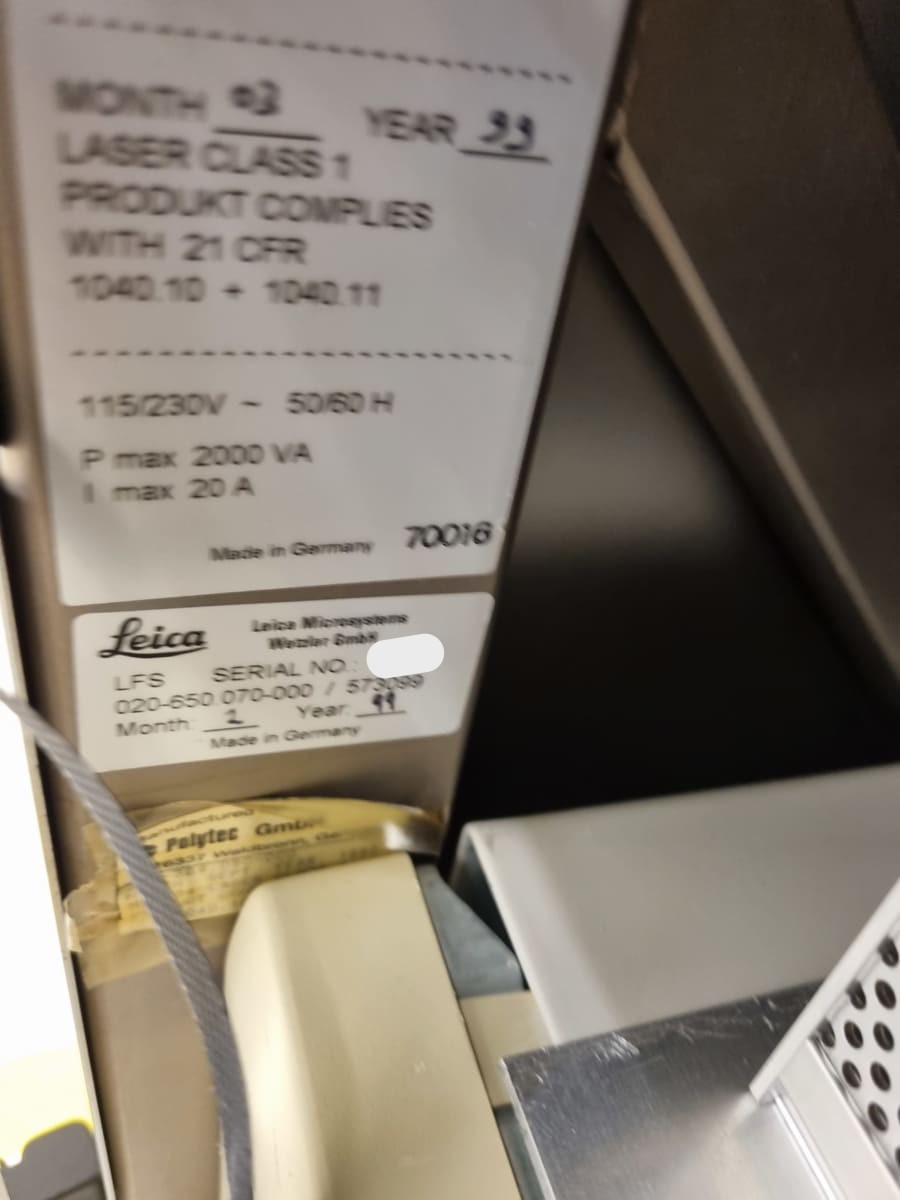 MONTH 03 YEAR 99
LASER CLASS 1
PRODUKT COMPLIES
WITH 21 CFR
1040.10 + 1040.11
115/230V ~ 50/60 H
P max 2000 VA
I max 20 A
Made in Germany 70016
Leica Leica Microsystems
Wetzlar GmbH
LFS SERIAL NO.:
020-650.070-000 / 573099
Month: 2 Year: 99
Made in Germany
Polytec